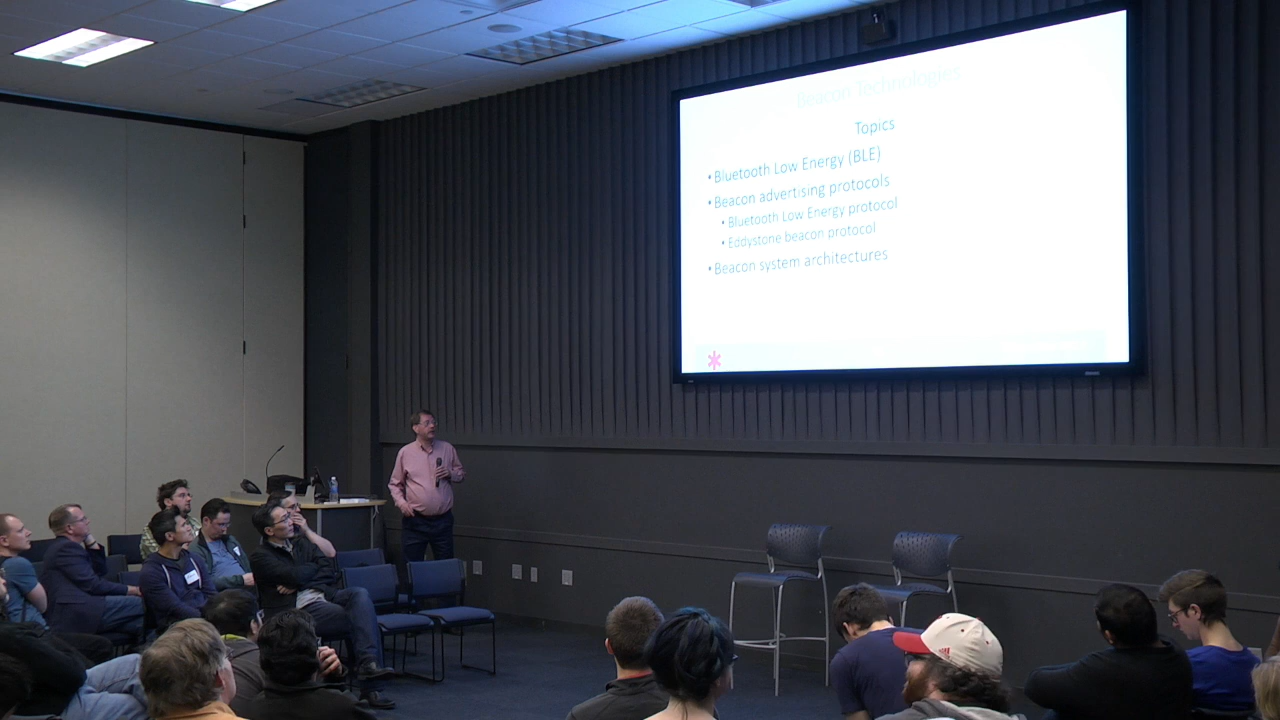 Beacon Technologies
Topics
• Bluetooth Low Energy (BLE)
• Beacon advertising protocols
• Bluetooth Low Energy protocol
• Eddystone beacon protocol
• Beacon system architectures